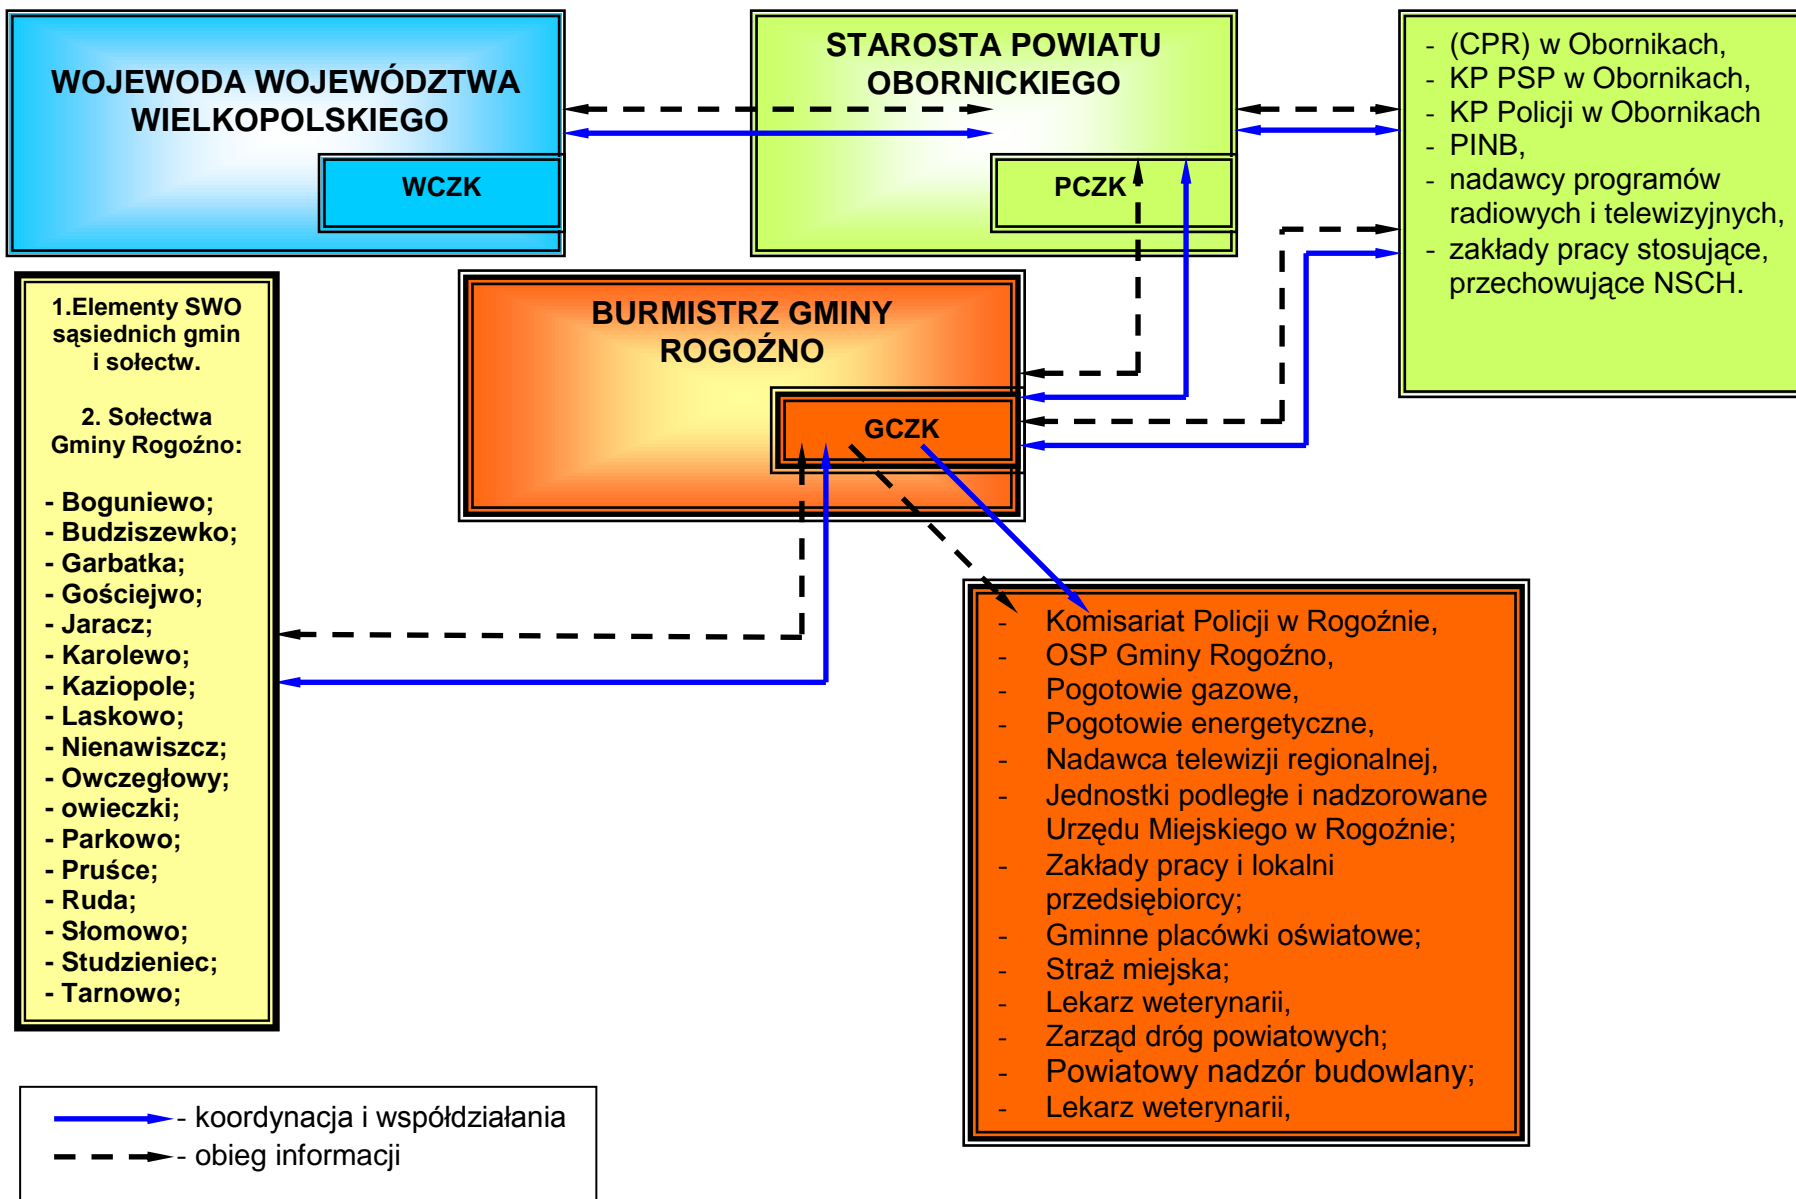 WOJEWODA WOJEWÓDZTWA
WIELKOPOLSKIEGO
WCZK
STAROSTA POWIATU
OBORNICKIEGO
PCZK
- (CPR) w Obornikach,
- KP PSP w Obornikach,
- KP Policji w Obornikach
- PINB,
- nadawcy programów
radiowych i telewizyjnych,
- zakłady pracy stosujące,
przechowujące NSCH.
BURMISTRZ GMINY
ROGOŹNO
GCZK
1.Elementy SWO
sąsiednich gmin
i sołectw.
2. Sołectwa
Gminy Rogoźno:
- Boguniewo;
- Budziszewko;
- Garbatka;
- Gościejwo;
- Jaracz;
- Karolewo;
- Kaziopole;
- Laskowo;
- Nienawiszcz;
- Owczegłowy;
- owieczki;
- Parkowo;
- Pruśce;
- Ruda;
- Słomowo;
- Studzieniec;
- Tarnowo;
- Komisariat Policji w Rogoźnie,
- OSP Gminy Rogoźno,
- Pogotowie gazowe,
- Pogotowie energetyczne,
- Nadawca telewizji regionalnej,
- Jednostki podległe i nadzorowane
Urzędu Miejskiego w Rogoźnie;
- Zakłady pracy i lokalni
przedsiębiorcy;
- Gminne placówki oświatowe;
- Straż miejska;
- Lekarz weterynarii,
- Zarząd dróg powiatowych;
- Powiatowy nadzór budowlany;
- Lekarz weterynarii,
- koordynacja i współdziałania
- obieg informacji